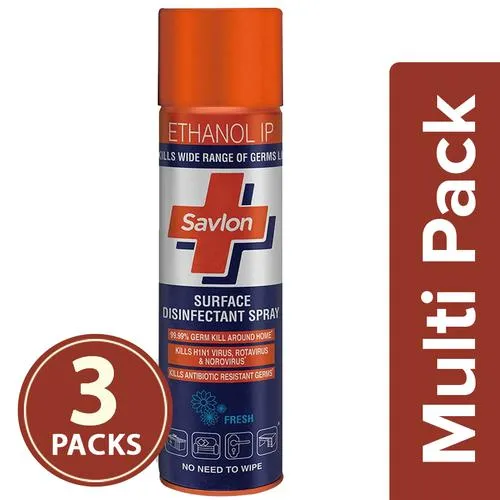 ETHANOL IP
KILLS WIDE RANGE OF GERMS
Savlon
SURFACE
DISINFECTANT SPRAY
99.99% GERM KILL AROUND HOME*
KILLS H1N1 VIRUS, ROTAVIRUS
& NOROVIRUS*
KILLS ANTIBIOTIC RESISTANT GERMS*
FRESH
NO NEED TO WIPE
3
PACKS
Multi Pack